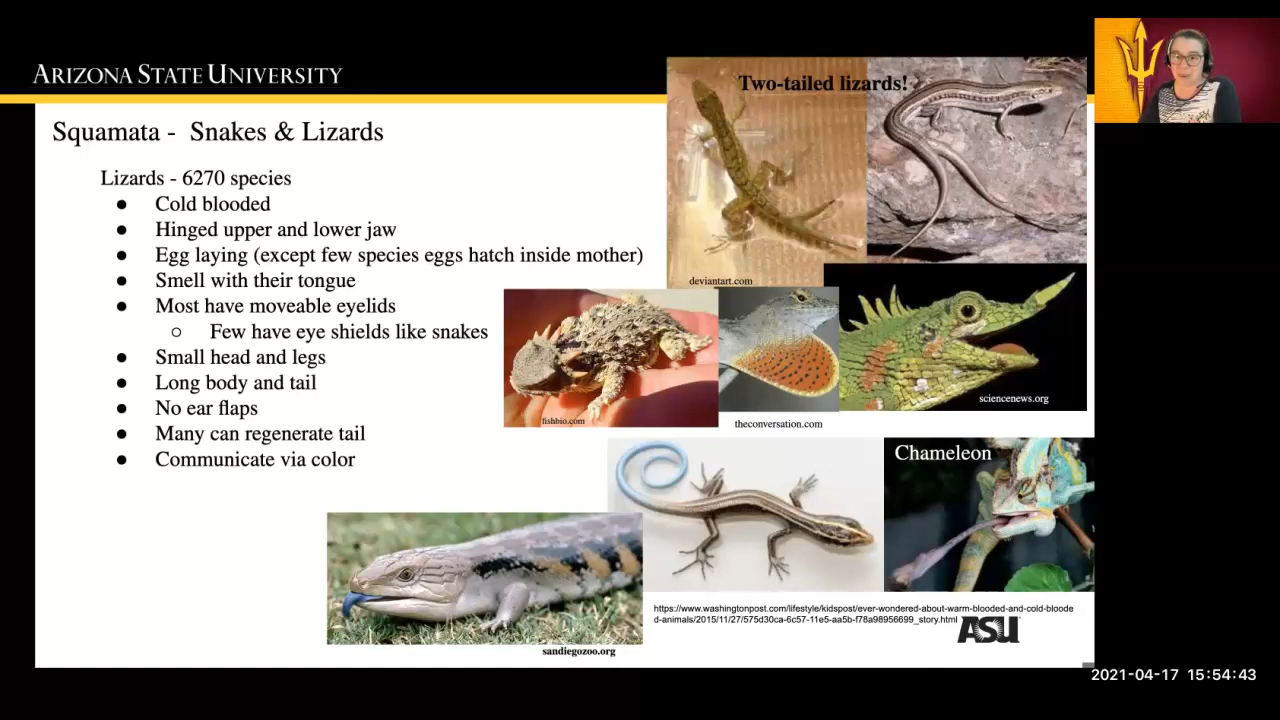 ARIZONA STATE UNIVERSITY
Squamata - Snakes & Lizards
Lizards - 6270 species
● Cold blooded
● Hinged upper and lower jaw
● Egg laying (except few species eggs hatch inside mother)
● Smell with their tongue
● Most have moveable eyelids
○ Few have eye shields like snakes
● Small head and legs
● Long body and tail
● No ear flaps
● Many can regenerate tail
● Communicate via color
Two-tailed lizards!
deviantart.com
fishbio.com
theconversation.com
sciencenews.org
Chameleon
sandiegozoo.org
https://www.washingtonpost.com/lifestyle/kidspost/ever-wondered-about-warm-blooded-and-cold-bloode
d-animals/2015/11/27/575d30ca-6c57-11e5-aa5b-f78a98956699_story.html
ASU
2021-04-17 15:54:43